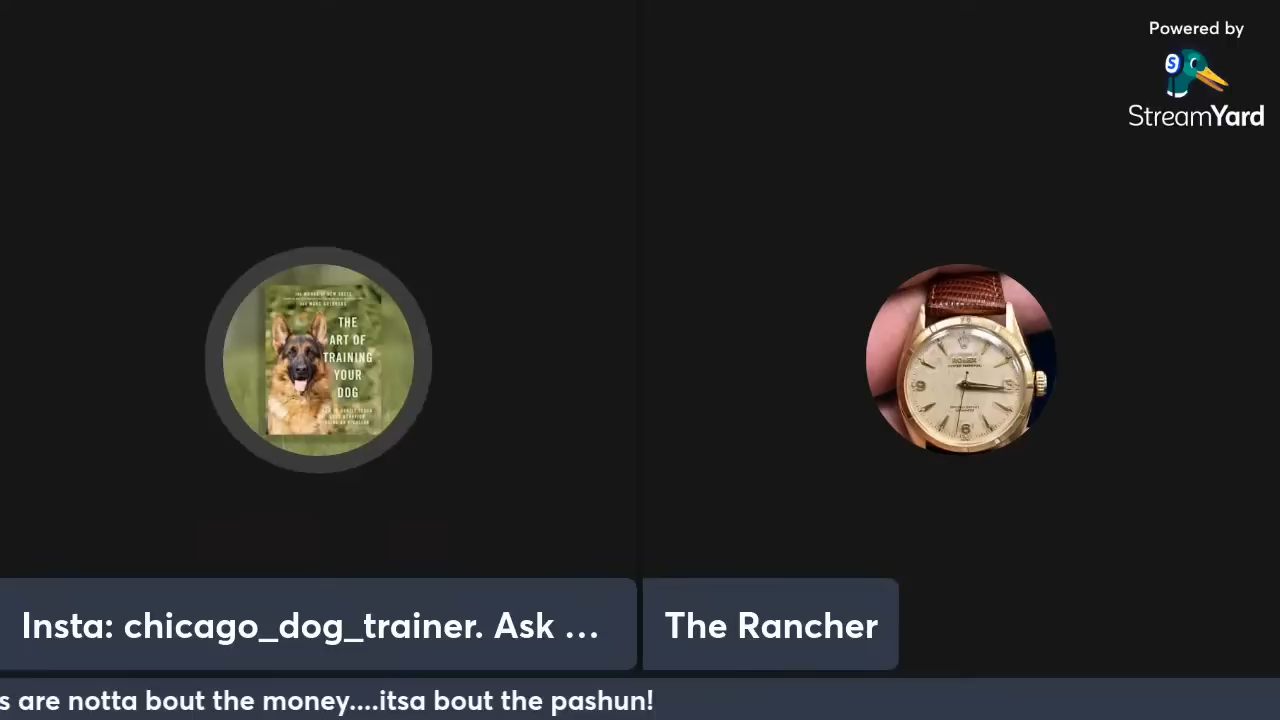 Powered by
StreamYard
THE
ART OF
TRAINING
YOUR
DOG
ROLEX
Insta: chicago_dog_trainer. Ask ...
The Rancher
s are notta bout the money....itsa bout the pashun!